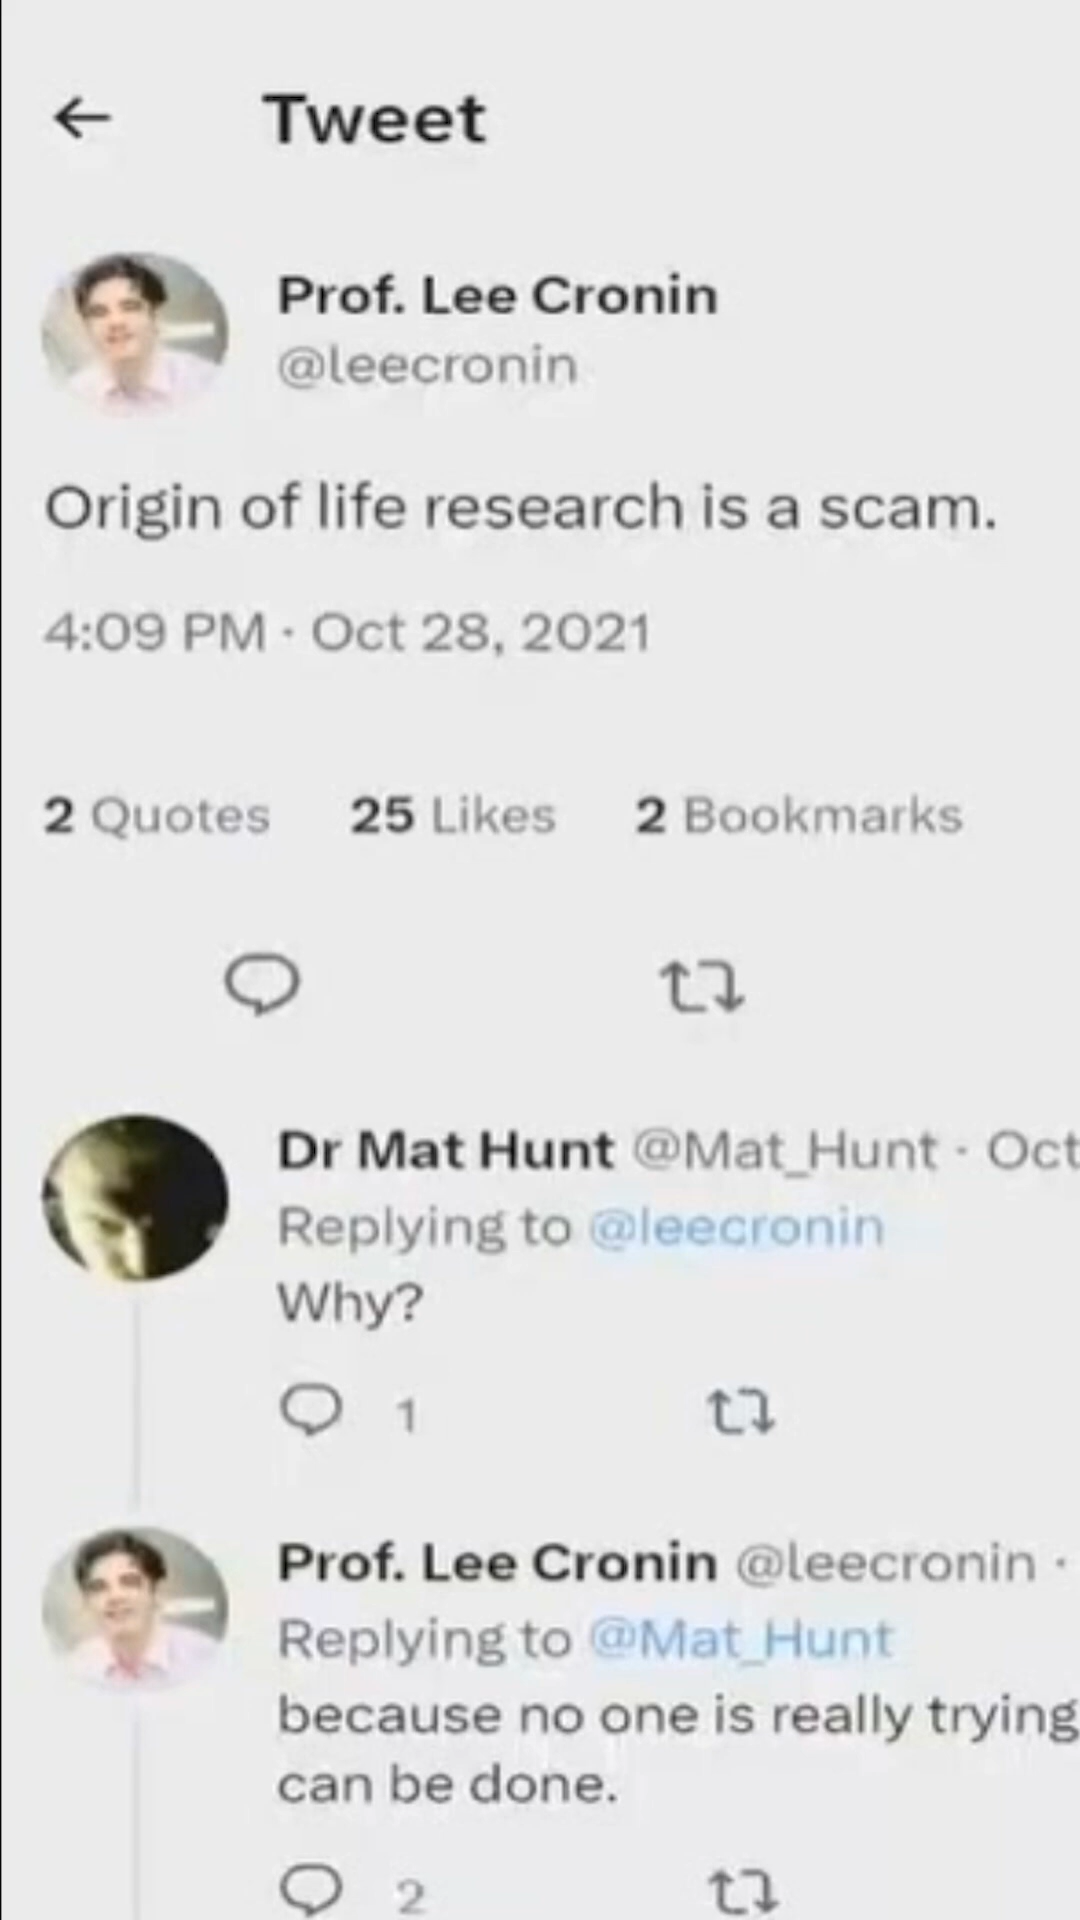 Tweet
Prof. Lee Cronin
@leecronin
Origin of life research is a scam.
4:09 PM · Oct 28, 2021
2 Quotes 25 Likes 2 Bookmarks
Dr Mat Hunt @Mat_Hunt · Oct
Replying to @leecronin
Why?
1
Prof. Lee Cronin @leecronin ·
Replying to @Mat_Hunt
because no one is really trying
can be done.
2